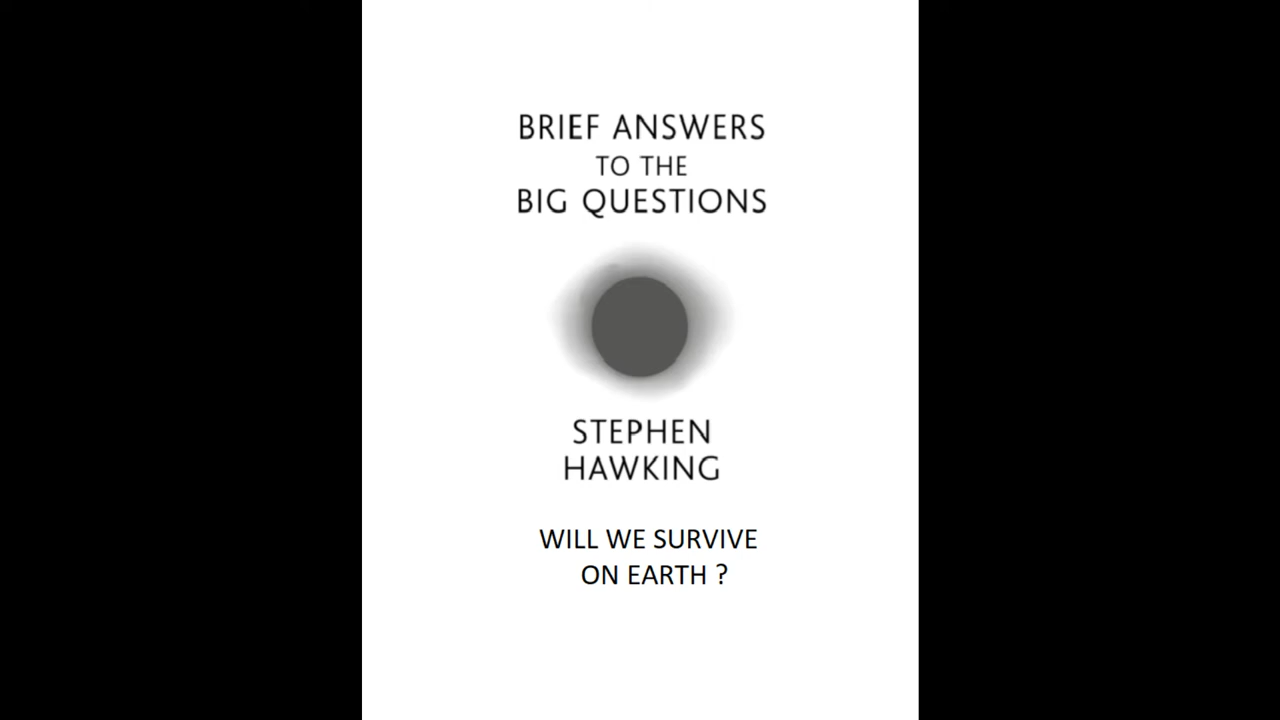 BRIEF ANSWERS
TO THE
BIG QUESTIONS
STEPHEN
HAWKING
WILL WE SURVIVE
ON EARTH ?